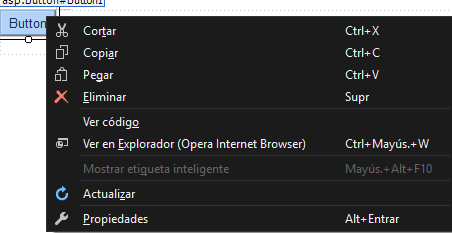 asp:Button#Button1
Button
Cortar Ctrl+X
Copiar Ctrl+C
Pegar Ctrl+V
Eliminar Supr
Ver código
Ver en Explorador (Opera Internet Browser) Ctrl+Mayús.+W
Mostrar etiqueta inteligente Mayús.+Alt+F10
Actualizar
Propiedades Alt+Entrar